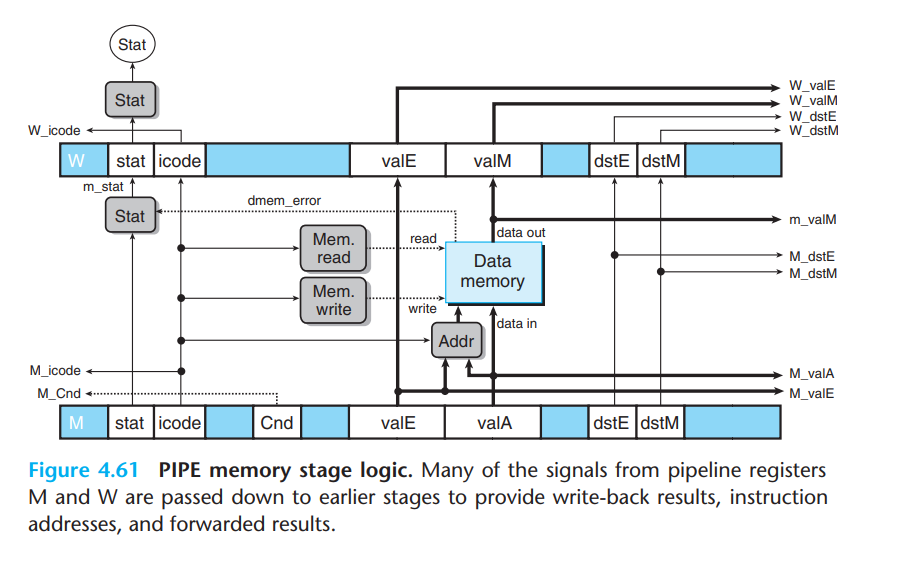 Stat
Stat
W_valE
W_valM
W_dstE
W_dstM
W_icode
W stat icode valE valM dstE dstM
m_stat
Stat
dmem_error
m_valM
data out
Mem.
read
read
Data
memory
M_dstE
M_dstM
Mem.
write
write
data in
Addr
M_icode
M_valA
M_Cnd
M_valE
M stat icode Cnd valE valA dstE dstM
Figure 4.61 PIPE memory stage logic. Many of the signals from pipeline registers
M and W are passed down to earlier stages to provide write-back results, instruction
addresses, and forwarded results.